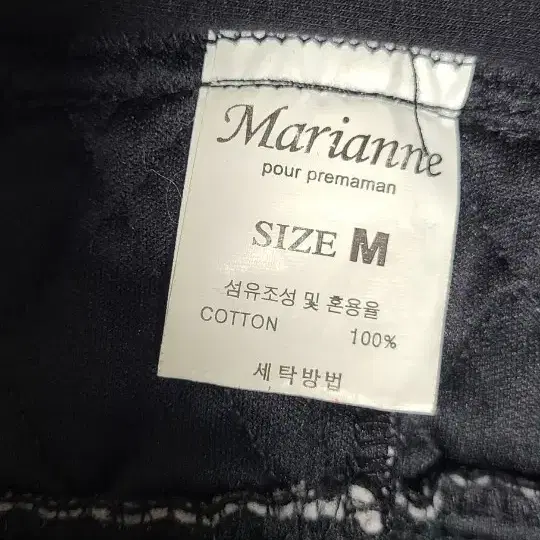 Marianne
pour premaman
SIZE M
섬유조성 및 혼용율
COTTON 100%
세탁방법